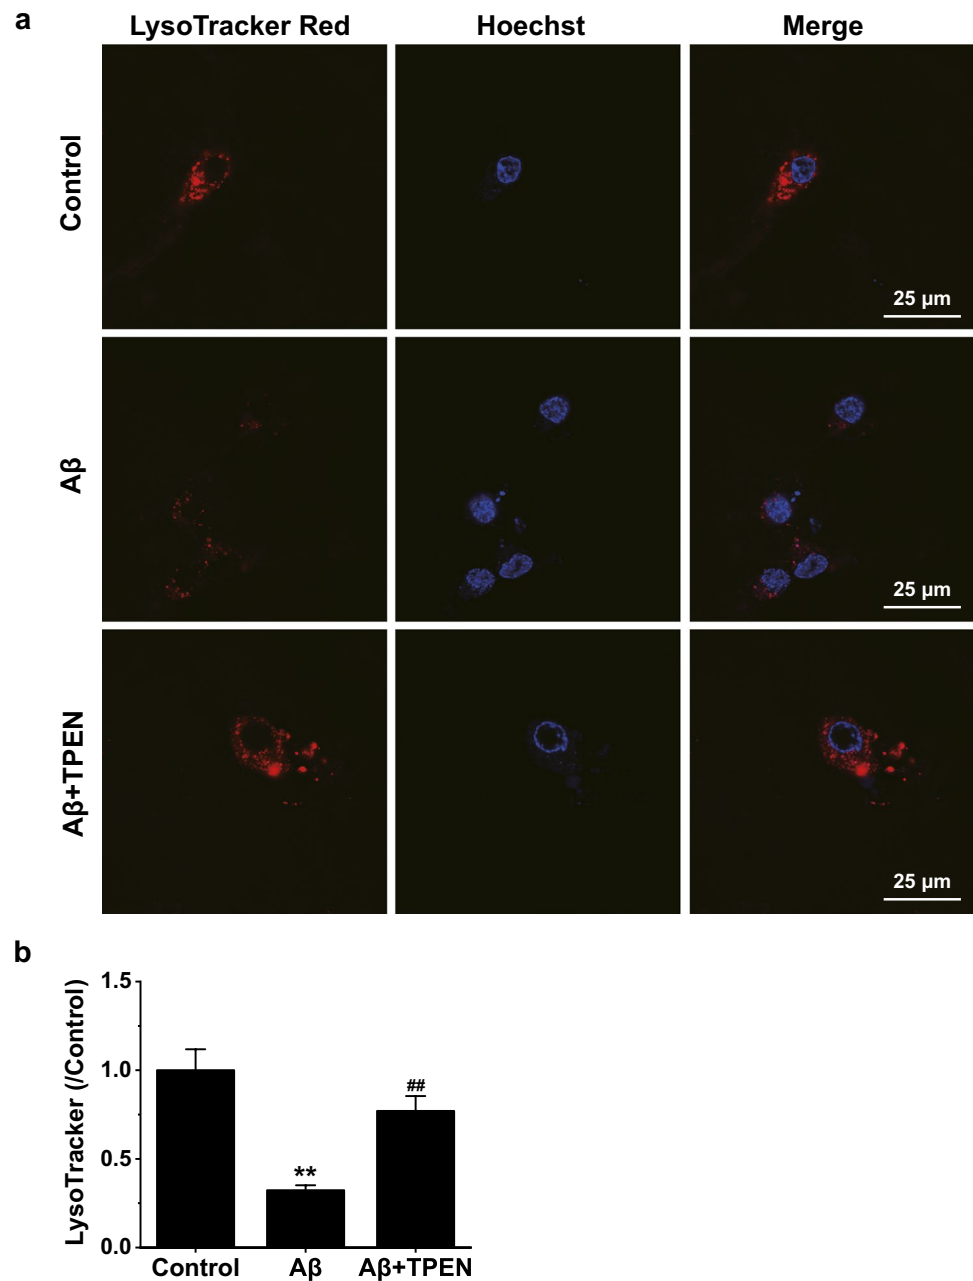 a
LysoTracker Red Hoechst Merge
Control
25 µm
Aβ
25 µm
Aβ+TPEN
25 µm
b
LysoTracker (/Control)
1.5
1.0
0.5
0.0
**
##
Control Aβ Aβ+TPEN